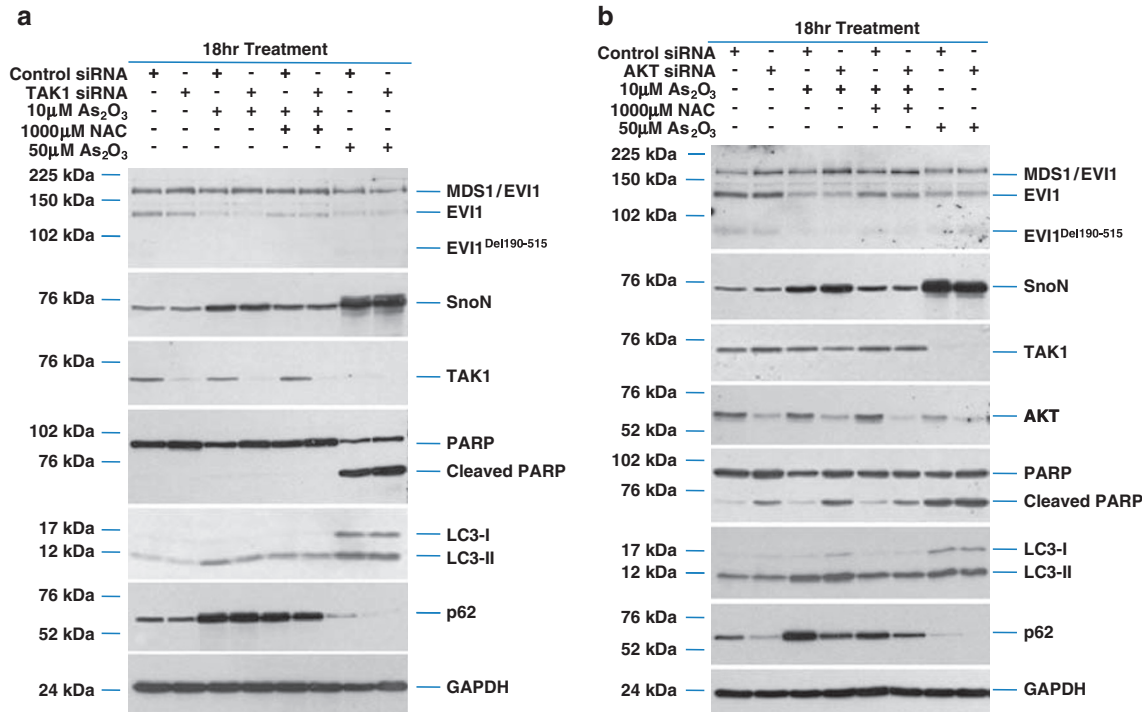 a
18hr Treatment
Control siRNA + - + - + - + -
TAK1 siRNA - + - + - + - +
10µM As₂O₃ - - + + + + - -
1000µM NAC - - - - + + - -
50µM As₂O₃ - - - - - - + +
225 kDa
150 kDa
102 kDa
MDS1/EVI1
EVI1
EVI1Del190-515
76 kDa
SnoN
76 kDa
TAK1
102 kDa
76 kDa
PARP
Cleaved PARP
17 kDa
12 kDa
LC3-I
LC3-II
76 kDa
52 kDa
p62
24 kDa
GAPDH
b
18hr Treatment
Control siRNA + - + - + - + -
AKT siRNA - + - + - + - +
10µM As₂O₃ - - + + + + - -
1000µM NAC - - - - + + - -
50µM As₂O₃ - - - - - - + +
225 kDa
150 kDa
102 kDa
MDS1/EVI1
EVI1
EVI1Del190-515
76 kDa
SnoN
76 kDa
TAK1
76 kDa
52 kDa
AKT
102 kDa
76 kDa
PARP
Cleaved PARP
17 kDa
12 kDa
LC3-I
LC3-II
76 kDa
52 kDa
p62
24 kDa
GAPDH